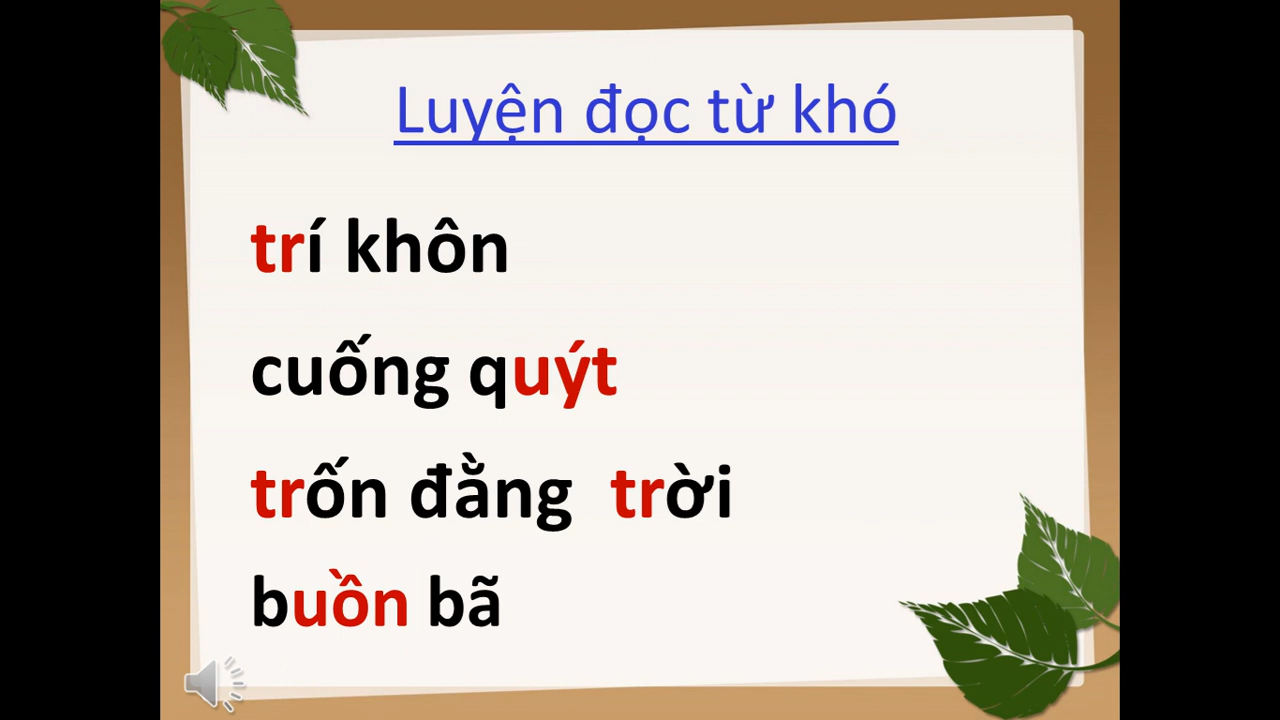 Luyện đọc từ khó
trí khôn
cuống quýt
trốn đằng trời
buồn bã